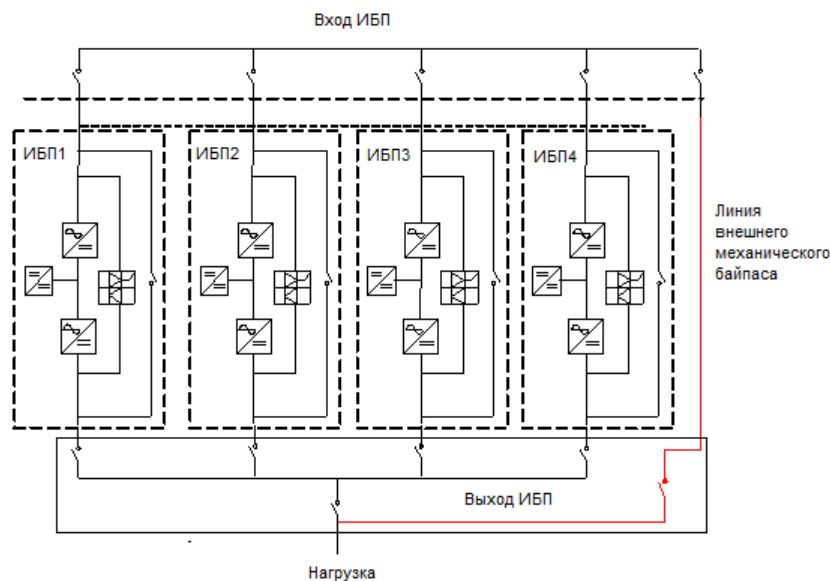 Вход ИБП
ИБП1
ИБП2
ИБП3
ИБП4
Линия
внешнего
механического
байпаса
Выход ИБП
Нагрузка